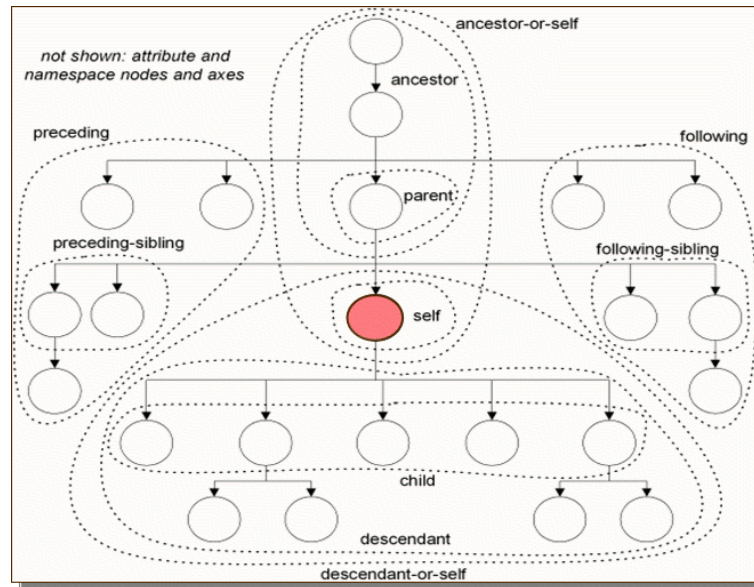 ancestor-or-self
not shown: attribute and
namespace nodes and axes
ancestor
preceding
following
parent
preceding-sibling
following-sibling
self
child
descendant
descendant-or-self